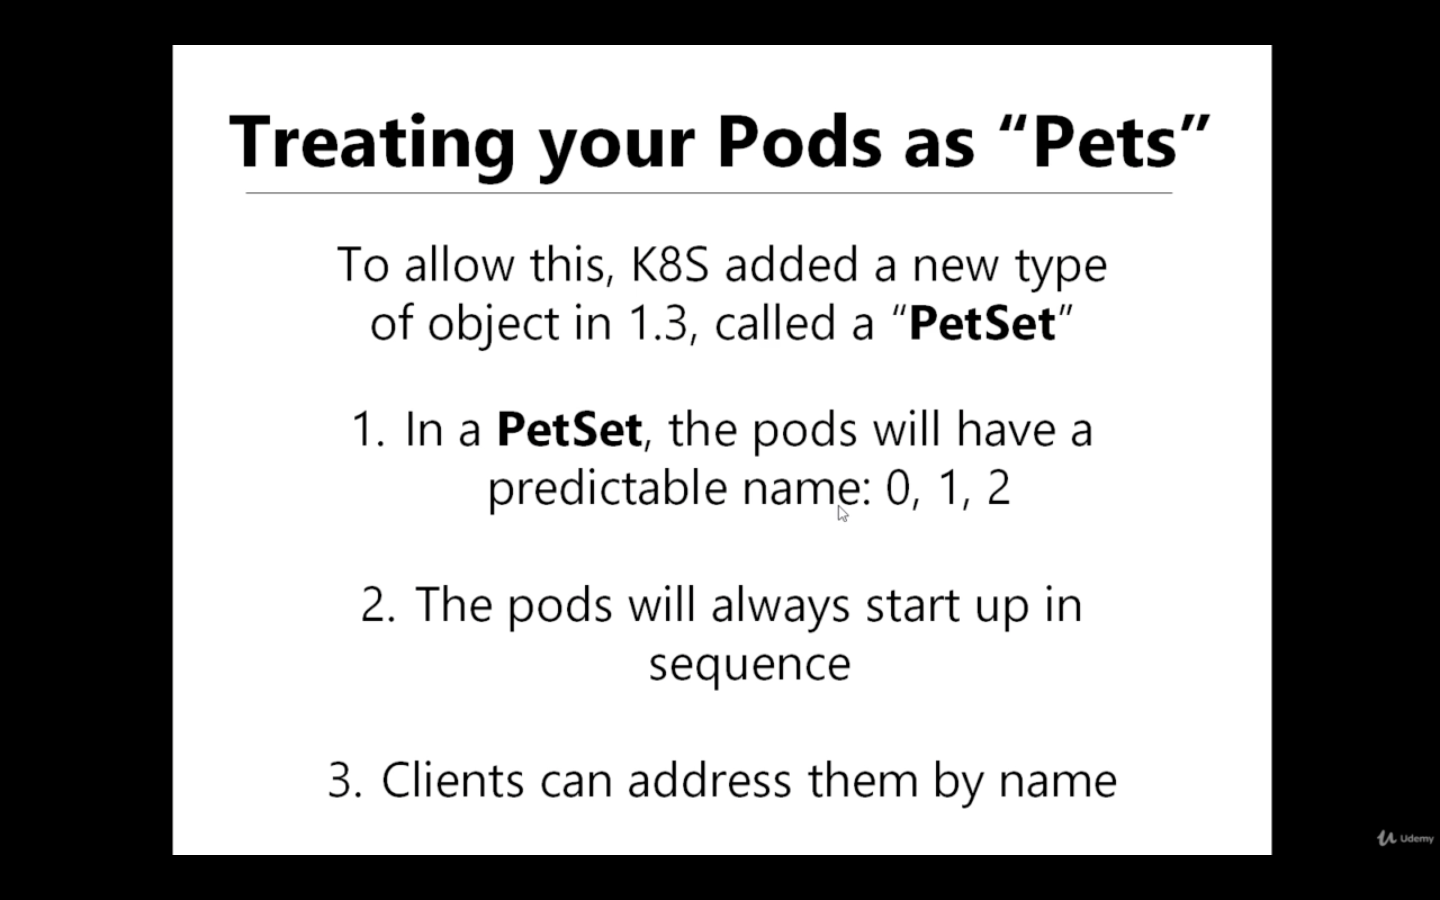 Treating your Pods as “Pets”
To allow this, K8S added a new type
of object in 1.3, called a “PetSet”
1. In a PetSet, the pods will have a
predictable name: 0, 1, 2
2. The pods will always start up in
sequence
3. Clients can address them by name
Udemy